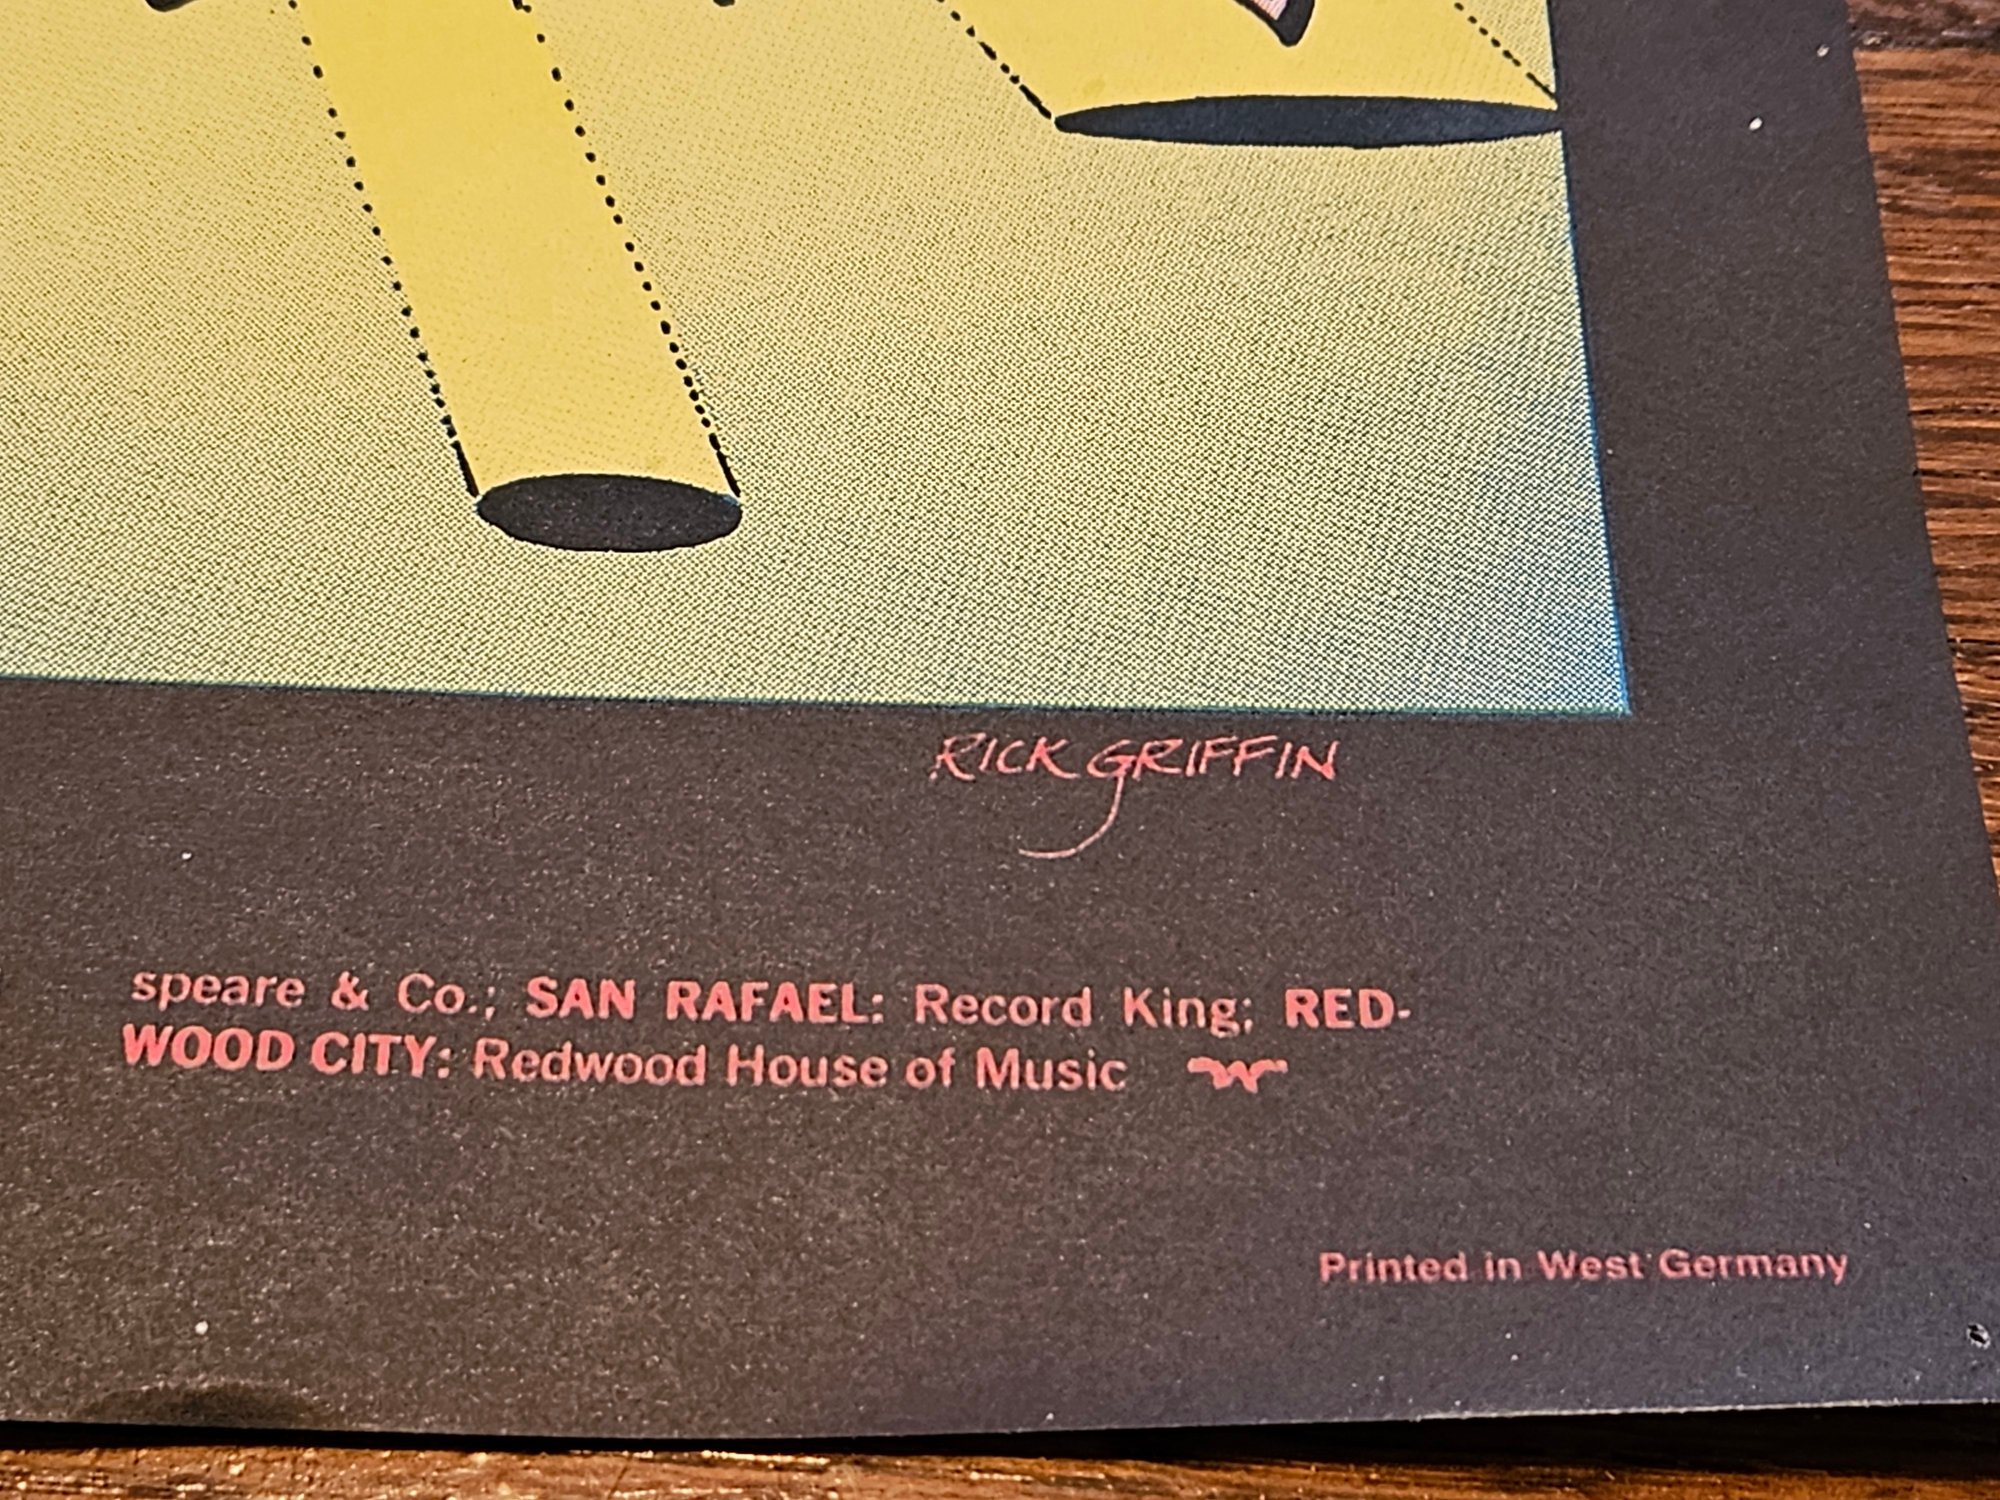 RICK GRIFFIN
speare & Co.; SAN RAFAEL: Record King; RED-
WOOD CITY: Redwood House of Music
Printed in West Germany